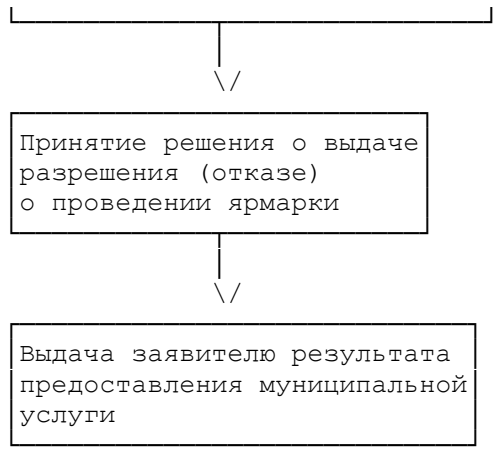 Принятие решения о выдаче
разрешения (отказе)
о проведении ярмарки
Выдача заявителю результата
предоставления муниципальной
услуги